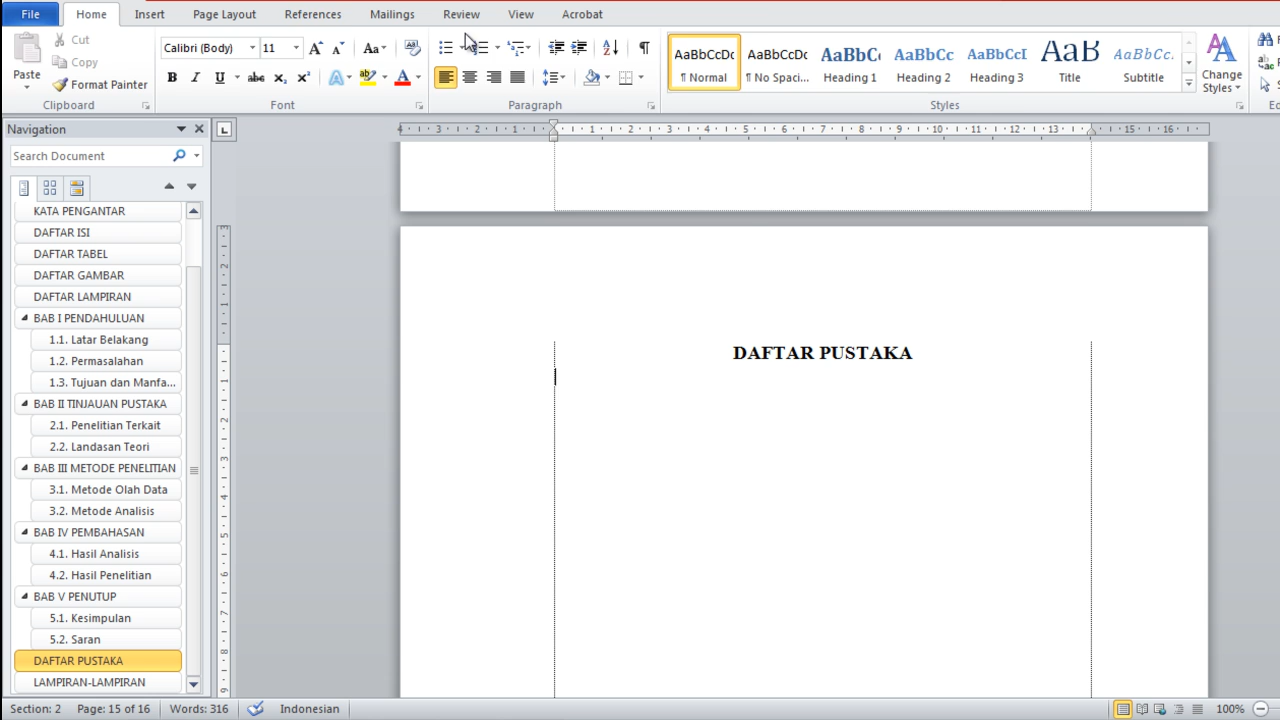 File Home Insert Page Layout References Mailings Review View Acrobat
Paste
Cut
Copy
Format Painter
Clipboard
Calibri (Body) 11
Font
Paragraph
AaBbCcDc AaBbCcDc AaBbC AaBbCc AaBbCcI AaB AaBbCc.
¶ Normal ¶ No Spaci... Heading 1 Heading 2 Heading 3 Title Subtitle
Change Styles
Styles
Navigation
Search Document
KATA PENGANTAR
DAFTAR ISI
DAFTAR TABEL
DAFTAR GAMBAR
DAFTAR LAMPIRAN
BAB I PENDAHULUAN
1.1. Latar Belakang
1.2. Permasalahan
1.3. Tujuan dan Manfa...
BAB II TINJAUAN PUSTAKA
2.1. Penelitian Terkait
2.2. Landasan Teori
BAB III METODE PENELITIAN
3.1. Metode Olah Data
3.2. Metode Analisis
BAB IV PEMBAHASAN
4.1. Hasil Analisis
4.2. Hasil Penelitian
BAB V PENUTUP
5.1. Kesimpulan
5.2. Saran
DAFTAR PUSTAKA
LAMPIRAN-LAMPIRAN
DAFTAR PUSTAKA
Section: 2 Page: 15 of 16 Words: 316 Indonesian 100%